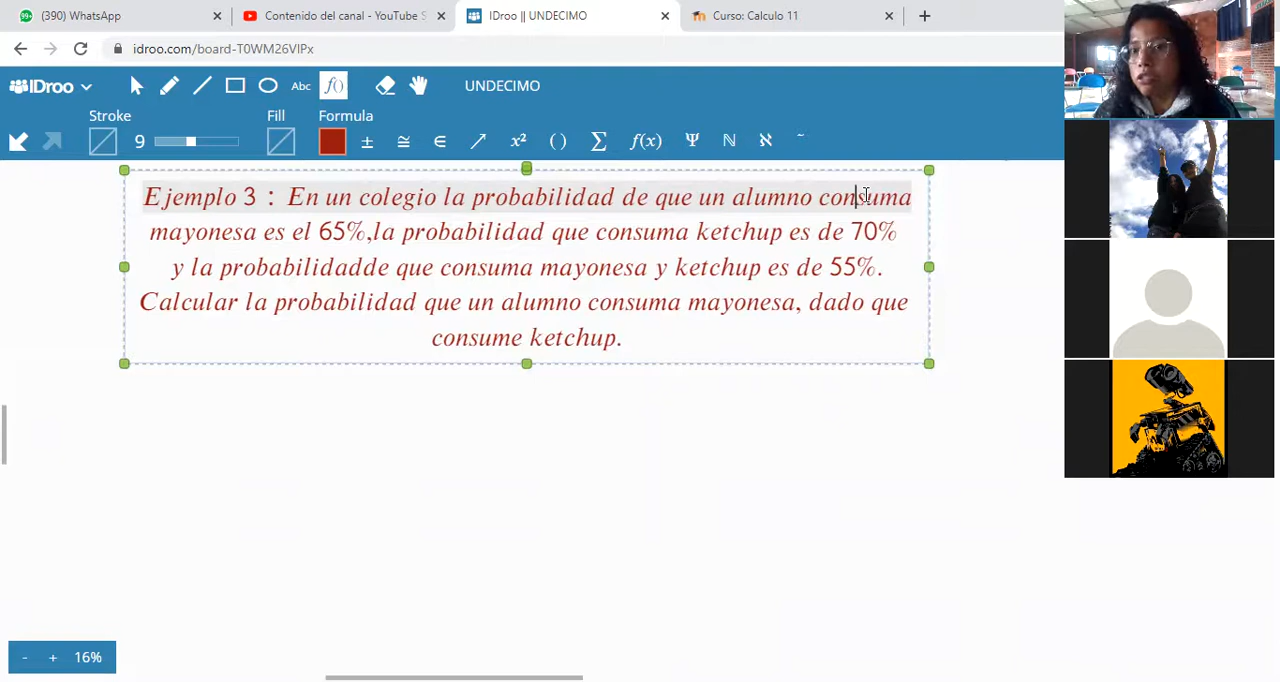 (390) WhatsApp
Contenido del canal - YouTube S
IDroo || UNDECIMO
Curso: Calculo 11
idroo.com/board-T0WM26VIPx
IDroo
Abc
f()
UNDECIMO
Stroke
Fill
Formula
9
± ≅ ∈ ↗ x² ( ) ∑ f(x) Ψ ℕ ℵ ~
Ejemplo 3 : En un colegio la probabilidad de que un alumno consuma
mayonesa es el 65%,la probabilidad que consuma ketchup es de 70%
y la probabilidadde que consuma mayonesa y ketchup es de 55%.
Calcular la probabilidad que un alumno consuma mayonesa, dado que
consume ketchup.
- + 16%